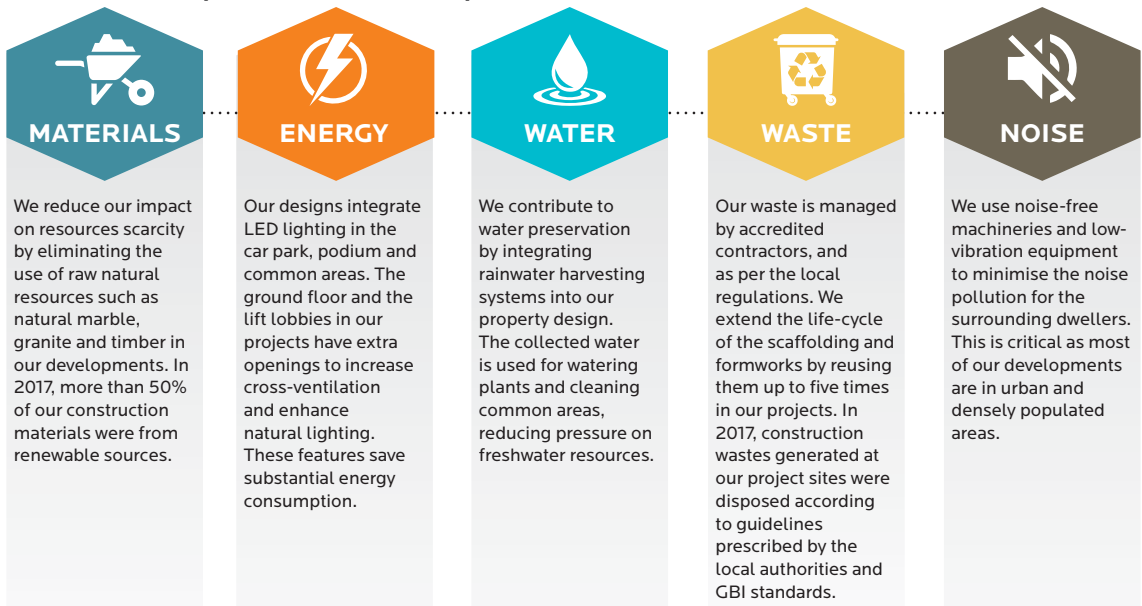 MATERIALS
We reduce our impact
on resources scarcity
by eliminating the
use of raw natural
resources such as
natural marble,
granite and timber in
our developments. In
2017, more than 50%
of our construction
materials were from
renewable sources.
ENERGY
Our designs integrate
LED lighting in the
car park, podium and
common areas. The
ground floor and the
lift lobbies in our
projects have extra
openings to increase
cross-ventilation
and enhance
natural lighting.
These features save
substantial energy
consumption.
WATER
We contribute to
water preservation
by integrating
rainwater harvesting
systems into our
property design.
The collected water
is used for watering
plants and cleaning
common areas,
reducing pressure on
freshwater resources.
WASTE
Our waste is managed
by accredited
contractors, and
as per the local
regulations. We
extend the life-cycle
of the scaffolding and
formworks by reusing
them up to five times
in our projects. In
2017, construction
wastes generated at
our project sites were
disposed according
to guidelines
prescribed by the
local authorities and
GBI standards.
NOISE
We use noise-free
machineries and low-
vibration equipment
to minimise the noise
pollution for the
surrounding dwellers.
This is critical as most
of our developments
are in urban and
densely populated
areas.